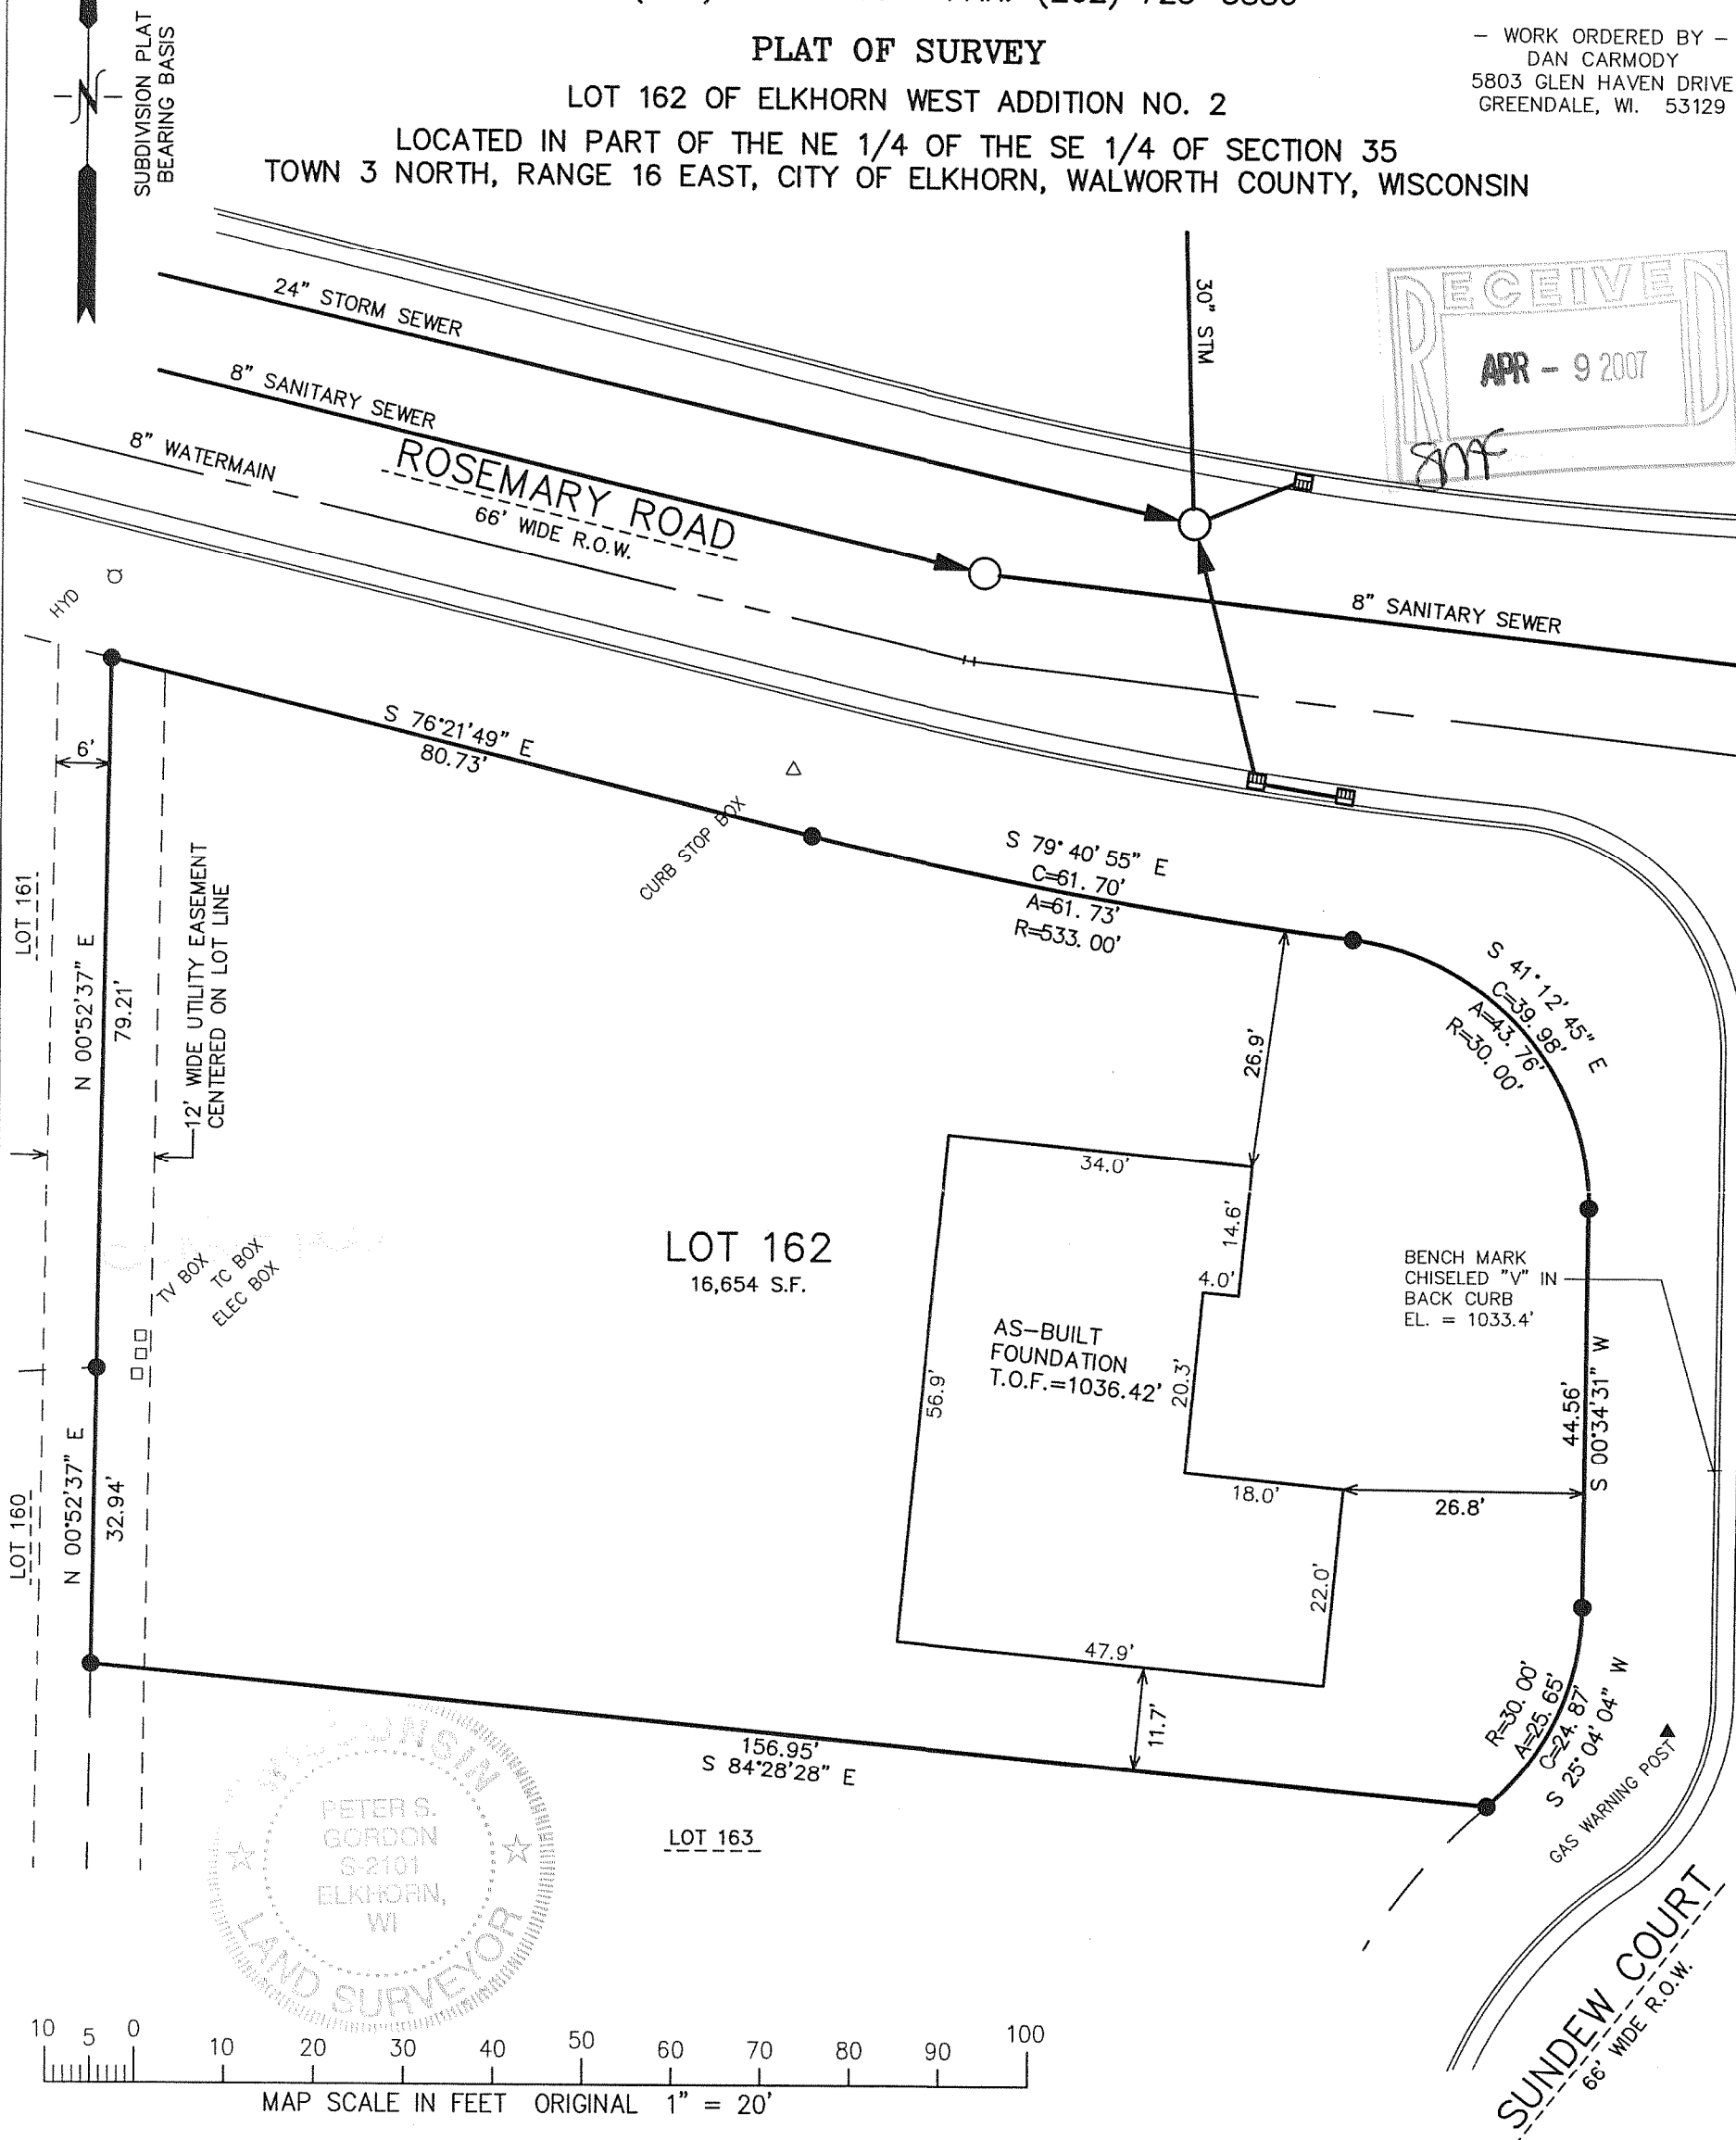 SUBDIVISION PLAT
BEARING BASIS
N
PLAT OF SURVEY
LOT 162 OF ELKHORN WEST ADDITION NO. 2
LOCATED IN PART OF THE NE 1/4 OF THE SE 1/4 OF SECTION 35
TOWN 3 NORTH, RANGE 16 EAST, CITY OF ELKHORN, WALWORTH COUNTY, WISCONSIN
- WORK ORDERED BY -
DAN CARMODY
5803 GLEN HAVEN DRIVE
GREENDALE, WI. 53129
RECEIVED
APR - 9 2007
24" STORM SEWER
30" STM
8" SANITARY SEWER
8" WATERMAIN
ROSEMARY ROAD
66' WIDE R.O.W.
8" SANITARY SEWER
HYD
6'
S 76°21'49" E
80.73'
CURB STOP BOX
S 79°40'55" E
C=61.70'
A=61.73'
R=533.00'
S 41°12'45" E
C=39.98'
A=43.76'
R=30.00'
LOT 161
N 00°52'37" E
79.21'
12' WIDE UTILITY EASEMENT
CENTERED ON LOT LINE
26.9'
34.0'
14.6'
4.0'
TV BOX
TC BOX
ELEC BOX
LOT 162
16,654 S.F.
BENCH MARK
CHISELED "V" IN
BACK CURB
EL. = 1033.4'
AS-BUILT
FOUNDATION
T.O.F.=1036.42'
56.9'
20.3'
44.56'
S 00°34'31" W
18.0'
26.8'
LOT 160
N 00°52'37" E
32.94'
22.0'
47.9'
11.7'
156.95'
S 84°28'28" E
R=30.00'
A=25.65'
C=24.87'
S 25°04'04" W
GAS WARNING POST
LOT 163
WISCONSIN
PETER S.
GORDON
S-2101
ELKHORN,
WI
LAND SURVEYOR
SUNDEW COURT
66' WIDE R.O.W.
10 5 0 10 20 30 40 50 60 70 80 90 100
MAP SCALE IN FEET ORIGINAL 1" = 20'